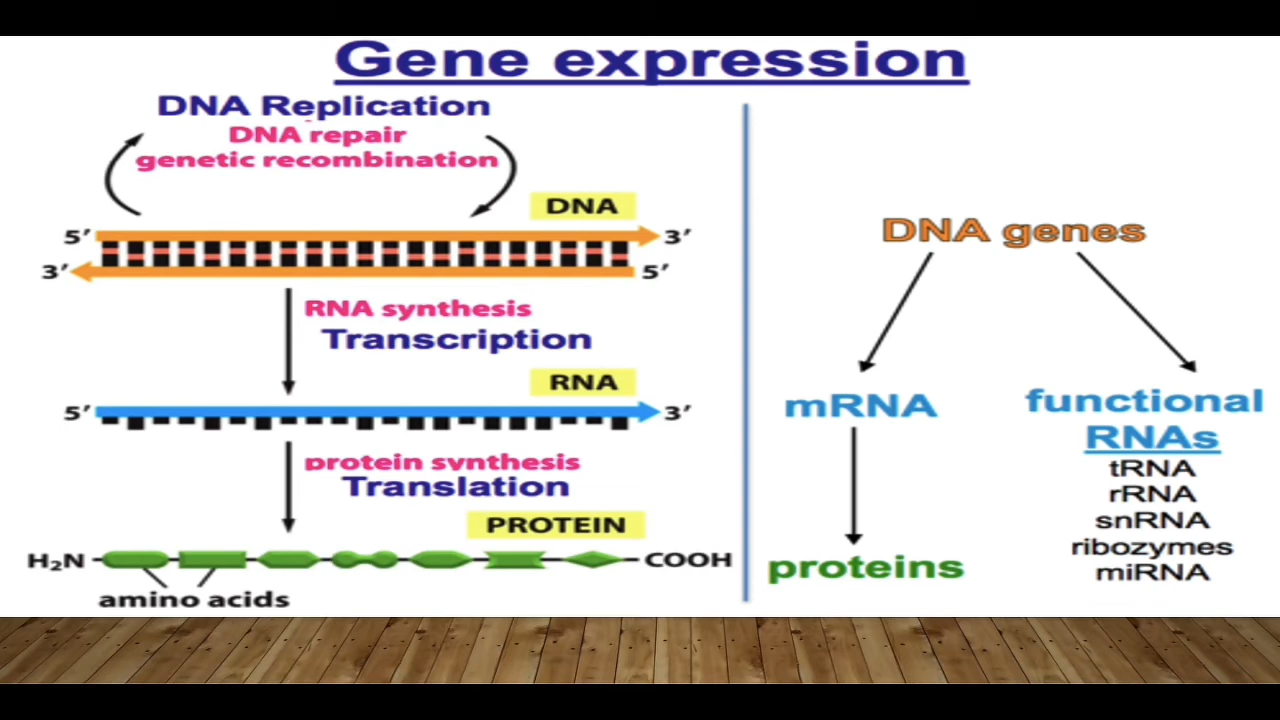 Gene expression
DNA Replication
DNA repair
genetic recombination
DNA
5′ 3′
3′ 5′
RNA synthesis
Transcription
RNA
5′ 3′
protein synthesis
Translation
PROTEIN
H₂N COOH
amino acids
DNA genes
mRNA
proteins
functional
RNAs
tRNA
rRNA
snRNA
ribozymes
miRNA